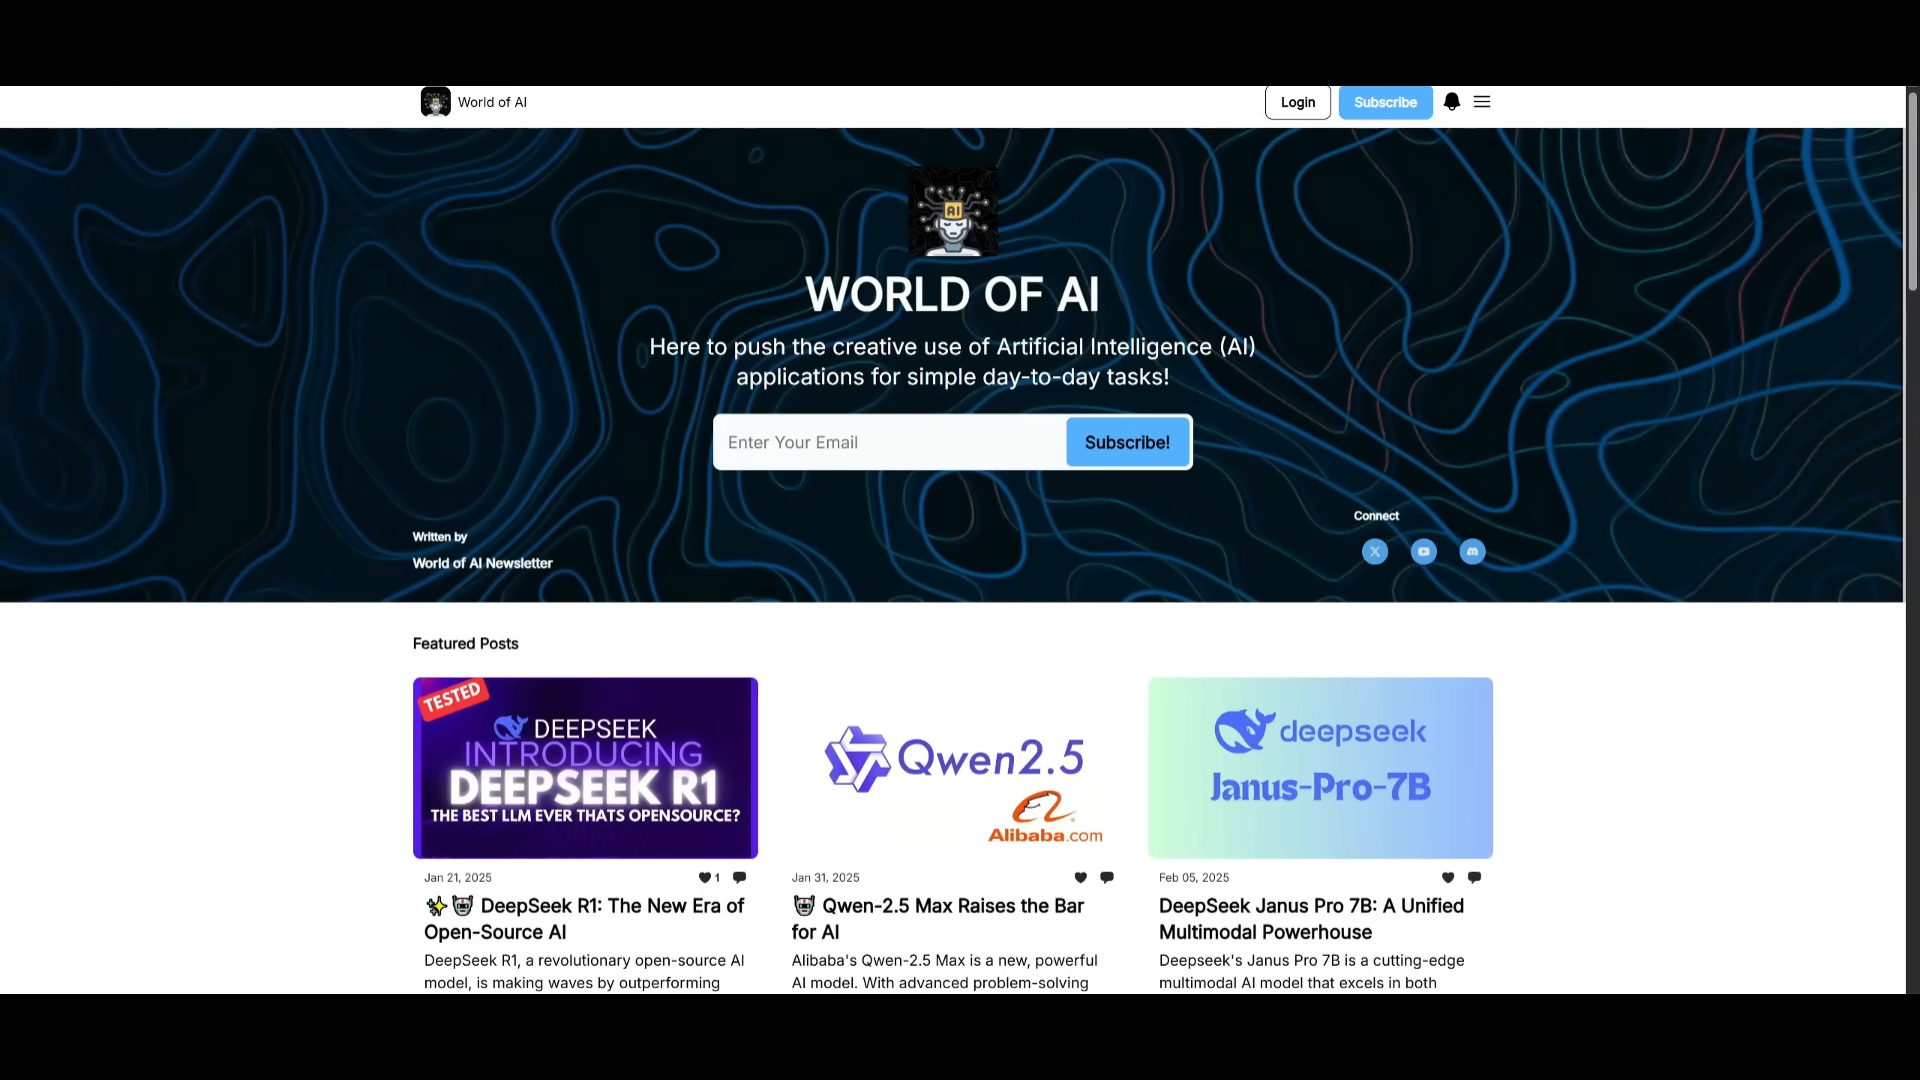 World of AI
Login
Subscribe
AI
WORLD OF AI
Here to push the creative use of Artificial Intelligence (AI)
applications for simple day-to-day tasks!
Enter Your Email
Subscribe!
Connect
Written by
World of AI Newsletter
Featured Posts
TESTED
DEEPSEEK
INTRODUCING
DEEPSEEK R1
THE BEST LLM EVER THATS OPENSOURCE?
Jan 21, 2025
1
✨🤖 DeepSeek R1: The New Era of
Open-Source AI
DeepSeek R1, a revolutionary open-source AI
model, is making waves by outperforming
Qwen2.5
Alibaba.com
Jan 31, 2025
🤖 Qwen-2.5 Max Raises the Bar
for AI
Alibaba's Qwen-2.5 Max is a new, powerful
AI model. With advanced problem-solving
deepseek
Janus-Pro-7B
Feb 05, 2025
DeepSeek Janus Pro 7B: A Unified
Multimodal Powerhouse
Deepseek's Janus Pro 7B is a cutting-edge
multimodal AI model that excels in both